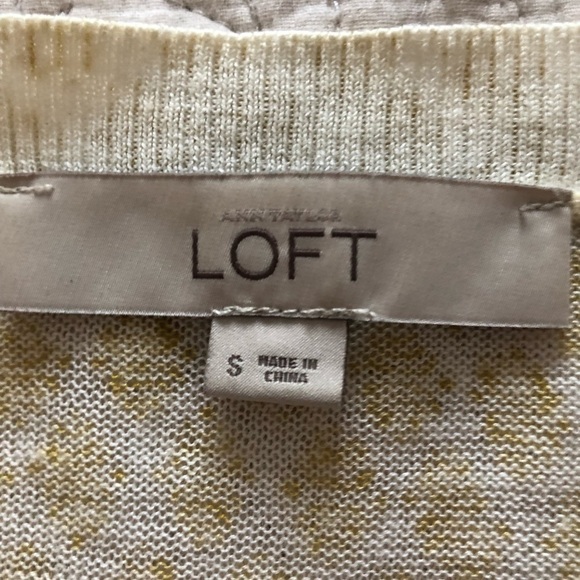 ANN TAYLOR
LOFT
S MADE IN
CHINA